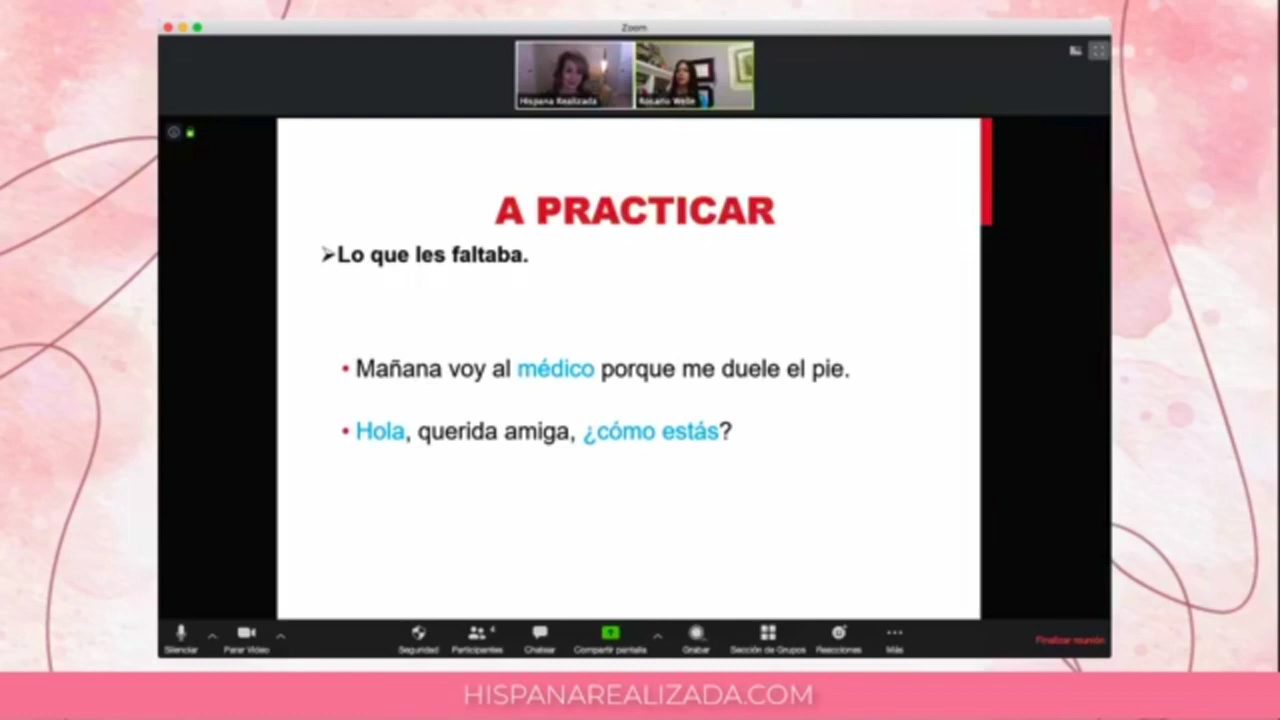 Zoom
Hispana Realizada
Rosario Welle
A PRACTICAR
➢Lo que les faltaba.
• Mañana voy al médico porque me duele el pie.
• Hola, querida amiga, ¿cómo estás?
Silenciar
Parar Video
Seguridad
Participantes
4
Chatear
Compartir pantalla
Grabar
Sección de Grupos
Reacciones
Más
Finalizar reunión
HISPANAREALIZADA.COM